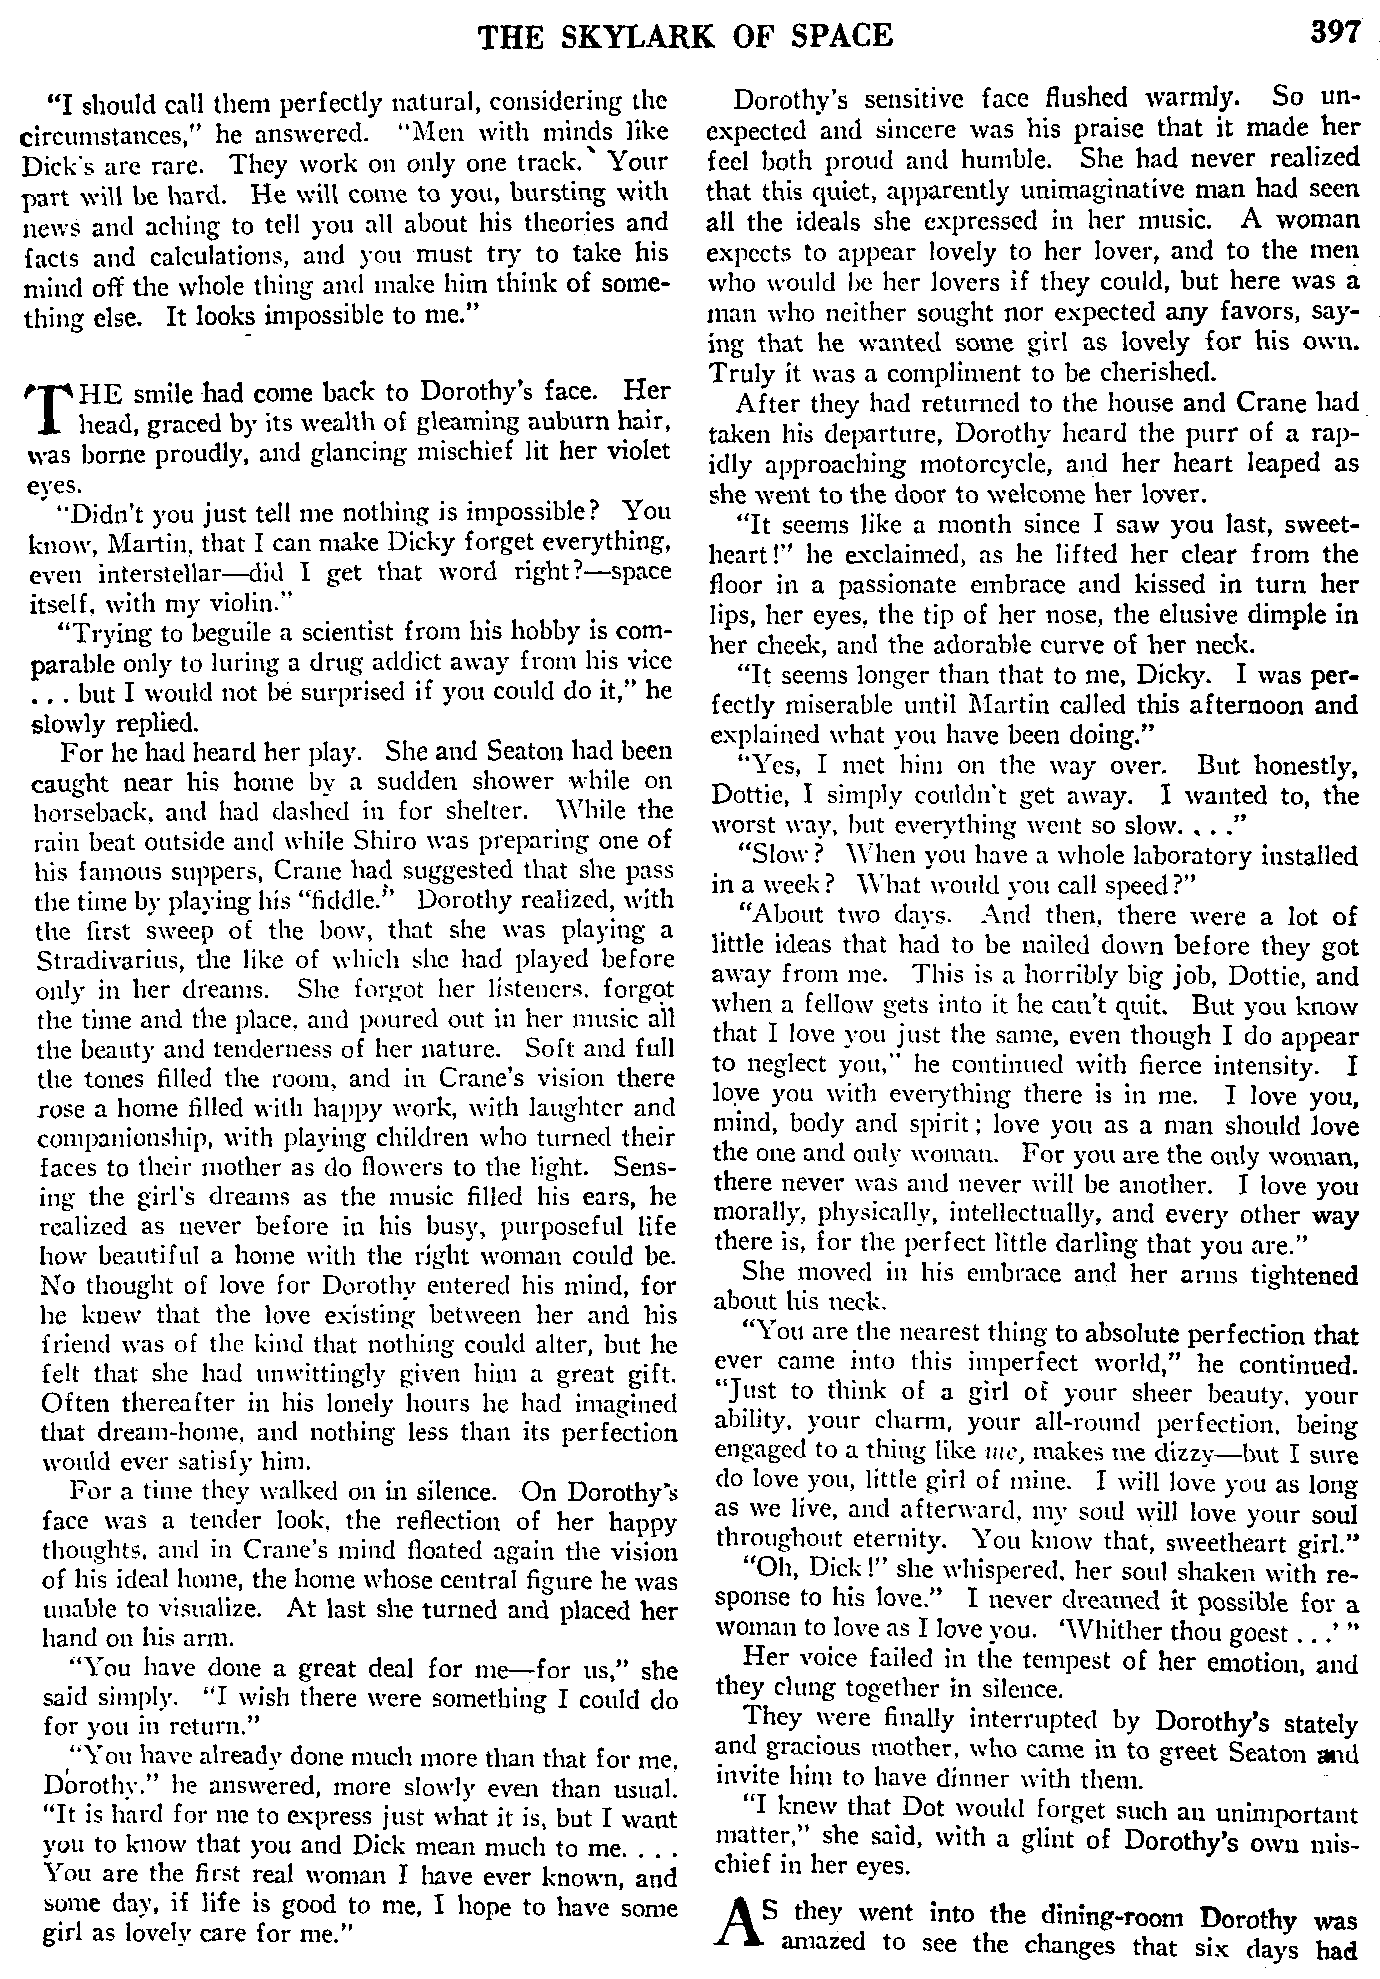 THE SKYLARK OF SPACE
397
"I should call them perfectly natural, considering the
circumstances," he answered. "Men with minds like
Dick's are rare. They work on only one track. Your
part will be hard. He will come to you, bursting with
news and aching to tell you all about his theories and
facts and calculations, and you must try to take his
mind off the whole thing and make him think of some-
thing else. It looks impossible to me."
THE smile had come back to Dorothy's face. Her
head, graced by its wealth of gleaming auburn hair,
was borne proudly, and glancing mischief lit her violet
eyes.
"Didn't you just tell me nothing is impossible? You
know, Martin, that I can make Dicky forget everything,
even interstellar—did I get that word right?—space
itself, with my violin."
"Trying to beguile a scientist from his hobby is com-
parable only to luring a drug addict away from his vice
. . . but I would not be surprised if you could do it," he
slowly replied.
For he had heard her play. She and Seaton had been
caught near his home by a sudden shower while on
horseback, and had dashed in for shelter. While the
rain beat outside and while Shiro was preparing one of
his famous suppers, Crane had suggested that she pass
the time by playing his "fiddle." Dorothy realized, with
the first sweep of the bow, that she was playing a
Stradivarius, the like of which she had played before
only in her dreams. She forgot her listeners, forgot
the time and the place, and poured out in her music all
the beauty and tenderness of her nature. Soft and full
the tones filled the room, and in Crane's vision there
rose a home filled with happy work, with laughter and
companionship, with playing children who turned their
faces to their mother as do flowers to the light. Sens-
ing the girl's dreams as the music filled his ears, he
realized as never before in his busy, purposeful life
how beautiful a home with the right woman could be.
No thought of love for Dorothy entered his mind, for
he knew that the love existing between her and his
friend was of the kind that nothing could alter, but he
felt that she had unwittingly given him a great gift.
Often thereafter in his lonely hours he had imagined
that dream-home, and nothing less than its perfection
would ever satisfy him.
For a time they walked on in silence. On Dorothy's
face was a tender look, the reflection of her happy
thoughts, and in Crane's mind floated again the vision
of his ideal home, the home whose central figure he was
unable to visualize. At last she turned and placed her
hand on his arm.
"You have done a great deal for me—for us," she
said simply. "I wish there were something I could do
for you in return."
"You have already done much more than that for me,
Dorothy," he answered, more slowly even than usual.
"It is hard for me to express just what it is, but I want
you to know that you and Dick mean much to me. . . .
You are the first real woman I have ever known, and
some day, if life is good to me, I hope to have some
girl as lovely care for me."
Dorothy's sensitive face flushed warmly. So un-
expected and sincere was his praise that it made her
feel both proud and humble. She had never realized
that this quiet, apparently unimaginative man had seen
all the ideals she expressed in her music. A woman
expects to appear lovely to her lover, and to the men
who would be her lovers if they could, but here was a
man who neither sought nor expected any favors, say-
ing that he wanted some girl as lovely for his own.
Truly it was a compliment to be cherished.
After they had returned to the house and Crane had
taken his departure, Dorothy heard the purr of a rap-
idly approaching motorcycle, and her heart leaped as
she went to the door to welcome her lover.
"It seems like a month since I saw you last, sweet-
heart!" he exclaimed, as he lifted her clear from the
floor in a passionate embrace and kissed in turn her
lips, her eyes, the tip of her nose, the elusive dimple in
her cheek, and the adorable curve of her neck.
"It seems longer than that to me, Dicky. I was per-
fectly miserable until Martin called this afternoon and
explained what you have been doing."
"Yes, I met him on the way over. But honestly,
Dottie, I simply couldn't get away. I wanted to, the
worst way, but everything went so slow. . . ."
"Slow? When you have a whole laboratory installed
in a week? What would you call speed?"
"About two days. And then, there were a lot of
little ideas that had to be nailed down before they got
away from me. This is a horribly big job, Dottie, and
when a fellow gets into it he can't quit. But you know
that I love you just the same, even though I do appear
to neglect you," he continued with fierce intensity. I
love you with everything there is in me. I love you,
mind, body and spirit; love you as a man should love
the one and only woman. For you are the only woman,
there never was and never will be another. I love you
morally, physically, intellectually, and every other way
there is, for the perfect little darling that you are."
She moved in his embrace and her arms tightened
about his neck.
"You are the nearest thing to absolute perfection that
ever came into this imperfect world," he continued.
"Just to think of a girl of your sheer beauty, your
ability, your charm, your all-round perfection, being
engaged to a thing like me, makes me dizzy—but I sure
do love you, little girl of mine. I will love you as long
as we live, and afterward, my soul will love your soul
throughout eternity. You know that, sweetheart girl."
"Oh, Dick!" she whispered, her soul shaken with re-
sponse to his love." I never dreamed it possible for a
woman to love as I love you. 'Whither thou goest . . .' "
Her voice failed in the tempest of her emotion, and
they clung together in silence.
They were finally interrupted by Dorothy's stately
and gracious mother, who came in to greet Seaton and
invite him to have dinner with them.
"I knew that Dot would forget such an unimportant
matter," she said, with a glint of Dorothy's own mis-
chief in her eyes.
AS they went into the dining-room Dorothy was
amazed to see the changes that six days had